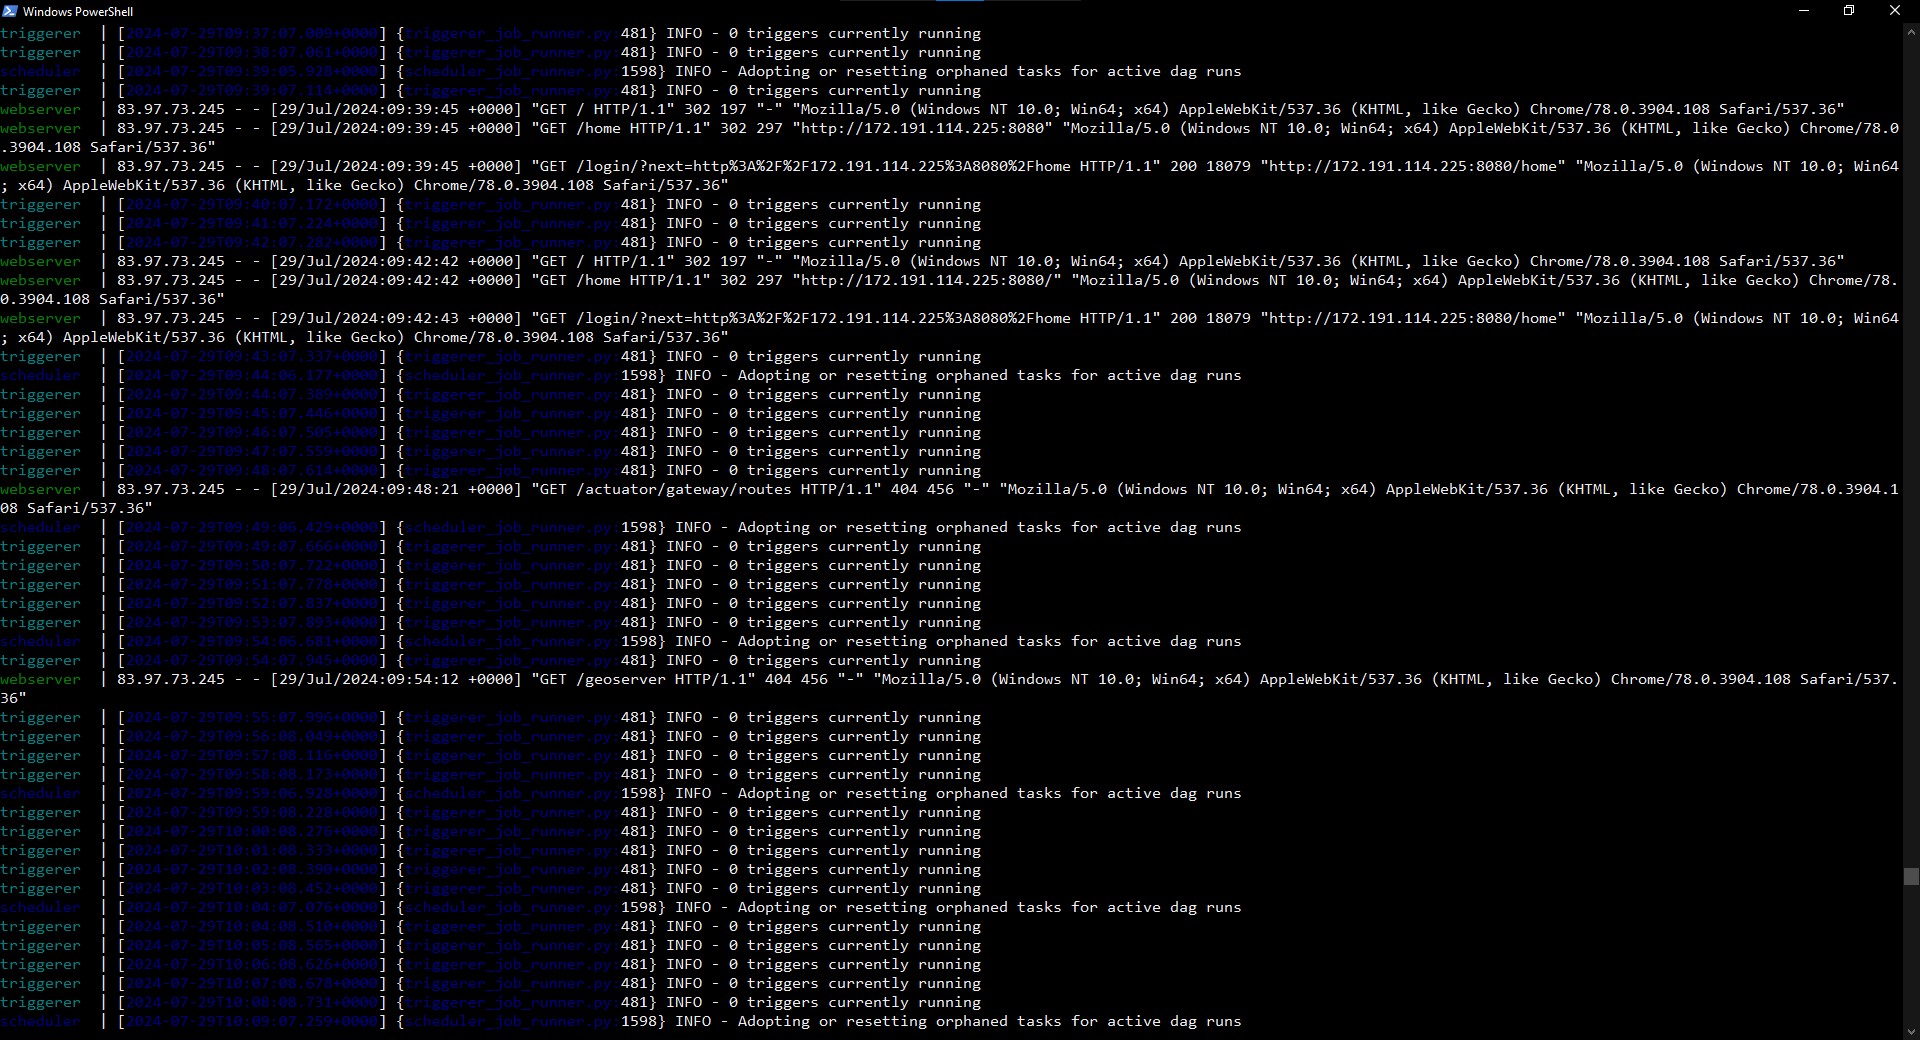 Windows PowerShell
triggerer  | [2024-07-29T09:37:07.009+0000] {triggerer_job_runner.py:481} INFO - 0 triggers currently running
triggerer  | [2024-07-29T09:38:07.061+0000] {triggerer_job_runner.py:481} INFO - 0 triggers currently running
scheduler  | [2024-07-29T09:39:05.928+0000] {scheduler_job_runner.py:1598} INFO - Adopting or resetting orphaned tasks for active dag runs
triggerer  | [2024-07-29T09:39:07.114+0000] {triggerer_job_runner.py:481} INFO - 0 triggers currently running
webserver  | 83.97.73.245 - - [29/Jul/2024:09:39:45 +0000] "GET / HTTP/1.1" 302 197 "-" "Mozilla/5.0 (Windows NT 10.0; Win64; x64) AppleWebKit/537.36 (KHTML, like Gecko) Chrome/78.0.3904.108 Safari/537.36"
webserver  | 83.97.73.245 - - [29/Jul/2024:09:39:45 +0000] "GET /home HTTP/1.1" 302 297 "http://172.191.114.225:8080" "Mozilla/5.0 (Windows NT 10.0; Win64; x64) AppleWebKit/537.36 (KHTML, like Gecko) Chrome/78.0
.3904.108 Safari/537.36"
webserver  | 83.97.73.245 - - [29/Jul/2024:09:39:45 +0000] "GET /login/?next=http%3A%2F%2F172.191.114.225%3A8080%2Fhome HTTP/1.1" 200 18079 "http://172.191.114.225:8080/home" "Mozilla/5.0 (Windows NT 10.0; Win64
; x64) AppleWebKit/537.36 (KHTML, like Gecko) Chrome/78.0.3904.108 Safari/537.36"
triggerer  | [2024-07-29T09:40:07.172+0000] {triggerer_job_runner.py:481} INFO - 0 triggers currently running
triggerer  | [2024-07-29T09:41:07.224+0000] {triggerer_job_runner.py:481} INFO - 0 triggers currently running
triggerer  | [2024-07-29T09:42:07.282+0000] {triggerer_job_runner.py:481} INFO - 0 triggers currently running
webserver  | 83.97.73.245 - - [29/Jul/2024:09:42:42 +0000] "GET / HTTP/1.1" 302 197 "-" "Mozilla/5.0 (Windows NT 10.0; Win64; x64) AppleWebKit/537.36 (KHTML, like Gecko) Chrome/78.0.3904.108 Safari/537.36"
webserver  | 83.97.73.245 - - [29/Jul/2024:09:42:42 +0000] "GET /home HTTP/1.1" 302 297 "http://172.191.114.225:8080/" "Mozilla/5.0 (Windows NT 10.0; Win64; x64) AppleWebKit/537.36 (KHTML, like Gecko) Chrome/78.
0.3904.108 Safari/537.36"
webserver  | 83.97.73.245 - - [29/Jul/2024:09:42:43 +0000] "GET /login/?next=http%3A%2F%2F172.191.114.225%3A8080%2Fhome HTTP/1.1" 200 18079 "http://172.191.114.225:8080/home" "Mozilla/5.0 (Windows NT 10.0; Win64
; x64) AppleWebKit/537.36 (KHTML, like Gecko) Chrome/78.0.3904.108 Safari/537.36"
triggerer  | [2024-07-29T09:43:07.337+0000] {triggerer_job_runner.py:481} INFO - 0 triggers currently running
scheduler  | [2024-07-29T09:44:06.177+0000] {scheduler_job_runner.py:1598} INFO - Adopting or resetting orphaned tasks for active dag runs
triggerer  | [2024-07-29T09:44:07.389+0000] {triggerer_job_runner.py:481} INFO - 0 triggers currently running
triggerer  | [2024-07-29T09:45:07.446+0000] {triggerer_job_runner.py:481} INFO - 0 triggers currently running
triggerer  | [2024-07-29T09:46:07.505+0000] {triggerer_job_runner.py:481} INFO - 0 triggers currently running
triggerer  | [2024-07-29T09:47:07.559+0000] {triggerer_job_runner.py:481} INFO - 0 triggers currently running
triggerer  | [2024-07-29T09:48:07.614+0000] {triggerer_job_runner.py:481} INFO - 0 triggers currently running
webserver  | 83.97.73.245 - - [29/Jul/2024:09:48:21 +0000] "GET /actuator/gateway/routes HTTP/1.1" 404 456 "-" "Mozilla/5.0 (Windows NT 10.0; Win64; x64) AppleWebKit/537.36 (KHTML, like Gecko) Chrome/78.0.3904.1
08 Safari/537.36"
scheduler  | [2024-07-29T09:49:06.429+0000] {scheduler_job_runner.py:1598} INFO - Adopting or resetting orphaned tasks for active dag runs
triggerer  | [2024-07-29T09:49:07.666+0000] {triggerer_job_runner.py:481} INFO - 0 triggers currently running
triggerer  | [2024-07-29T09:50:07.722+0000] {triggerer_job_runner.py:481} INFO - 0 triggers currently running
triggerer  | [2024-07-29T09:51:07.778+0000] {triggerer_job_runner.py:481} INFO - 0 triggers currently running
triggerer  | [2024-07-29T09:52:07.837+0000] {triggerer_job_runner.py:481} INFO - 0 triggers currently running
triggerer  | [2024-07-29T09:53:07.893+0000] {triggerer_job_runner.py:481} INFO - 0 triggers currently running
scheduler  | [2024-07-29T09:54:06.681+0000] {scheduler_job_runner.py:1598} INFO - Adopting or resetting orphaned tasks for active dag runs
triggerer  | [2024-07-29T09:54:07.945+0000] {triggerer_job_runner.py:481} INFO - 0 triggers currently running
webserver  | 83.97.73.245 - - [29/Jul/2024:09:54:12 +0000] "GET /geoserver HTTP/1.1" 404 456 "-" "Mozilla/5.0 (Windows NT 10.0; Win64; x64) AppleWebKit/537.36 (KHTML, like Gecko) Chrome/78.0.3904.108 Safari/537.
36"
triggerer  | [2024-07-29T09:55:07.996+0000] {triggerer_job_runner.py:481} INFO - 0 triggers currently running
triggerer  | [2024-07-29T09:56:08.049+0000] {triggerer_job_runner.py:481} INFO - 0 triggers currently running
triggerer  | [2024-07-29T09:57:08.116+0000] {triggerer_job_runner.py:481} INFO - 0 triggers currently running
triggerer  | [2024-07-29T09:58:08.173+0000] {triggerer_job_runner.py:481} INFO - 0 triggers currently running
scheduler  | [2024-07-29T09:59:06.928+0000] {scheduler_job_runner.py:1598} INFO - Adopting or resetting orphaned tasks for active dag runs
triggerer  | [2024-07-29T09:59:08.228+0000] {triggerer_job_runner.py:481} INFO - 0 triggers currently running
triggerer  | [2024-07-29T10:00:08.276+0000] {triggerer_job_runner.py:481} INFO - 0 triggers currently running
triggerer  | [2024-07-29T10:01:08.333+0000] {triggerer_job_runner.py:481} INFO - 0 triggers currently running
triggerer  | [2024-07-29T10:02:08.390+0000] {triggerer_job_runner.py:481} INFO - 0 triggers currently running
triggerer  | [2024-07-29T10:03:08.452+0000] {triggerer_job_runner.py:481} INFO - 0 triggers currently running
scheduler  | [2024-07-29T10:04:07.076+0000] {scheduler_job_runner.py:1598} INFO - Adopting or resetting orphaned tasks for active dag runs
triggerer  | [2024-07-29T10:04:08.510+0000] {triggerer_job_runner.py:481} INFO - 0 triggers currently running
triggerer  | [2024-07-29T10:05:08.565+0000] {triggerer_job_runner.py:481} INFO - 0 triggers currently running
triggerer  | [2024-07-29T10:06:08.626+0000] {triggerer_job_runner.py:481} INFO - 0 triggers currently running
triggerer  | [2024-07-29T10:07:08.678+0000] {triggerer_job_runner.py:481} INFO - 0 triggers currently running
triggerer  | [2024-07-29T10:08:08.731+0000] {triggerer_job_runner.py:481} INFO - 0 triggers currently running
scheduler  | [2024-07-29T10:09:07.259+0000] {scheduler_job_runner.py:1598} INFO - Adopting or resetting orphaned tasks for active dag runs